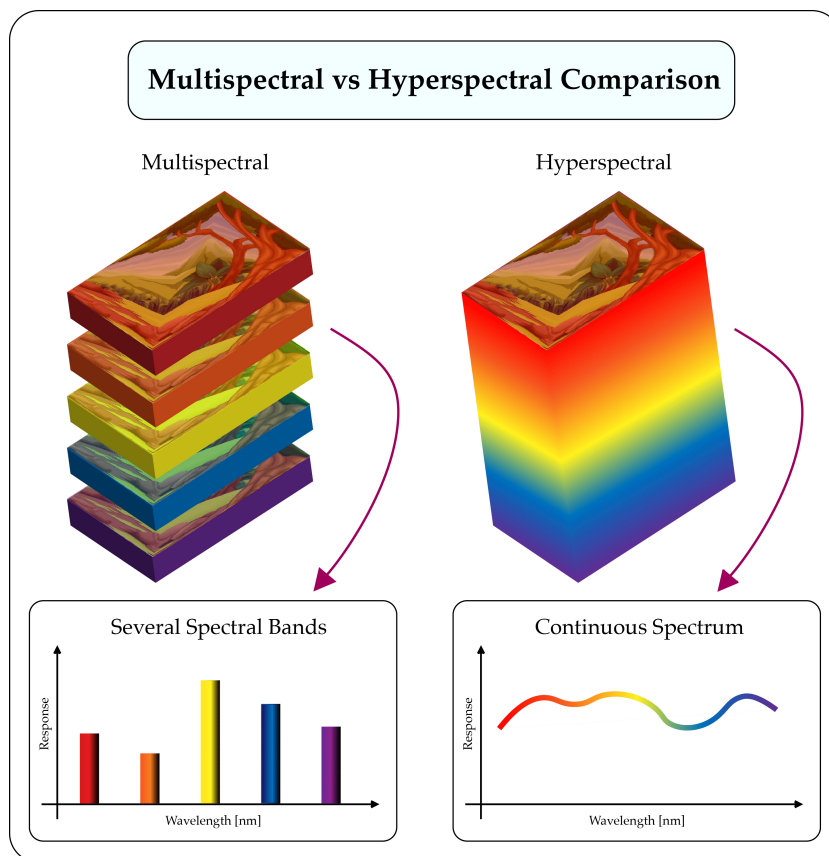 Multispectral vs Hyperspectral Comparison
Multispectral
Hyperspectral
Several Spectral Bands
Response
Wavelength [nm]
Continuous Spectrum
Response
Wavelength [nm]